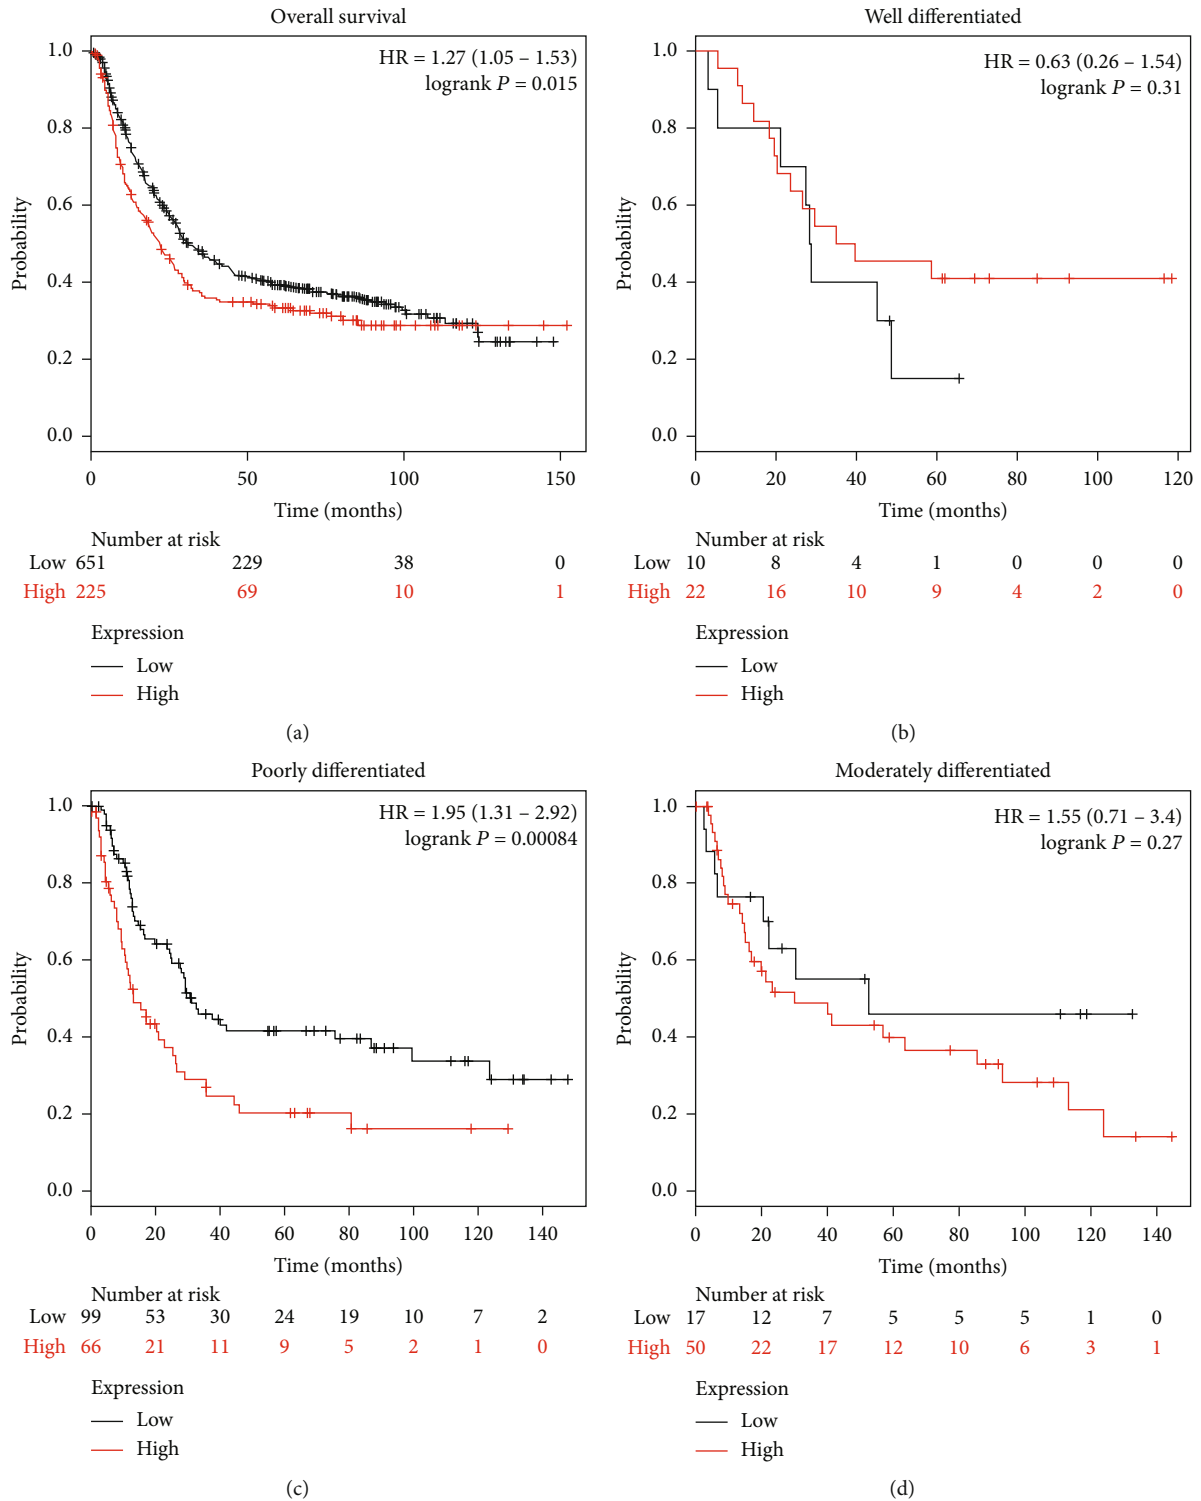 Overall survival
HR = 1.27 (1.05 – 1.53)
logrank P = 0.015
1.0
0.8
0.6
0.4
0.2
0.0
Probability
0 50 100 150
Time (months)
Number at risk
Low 651 229 38 0
High 225 69 10 1
Expression
Low
High
(a)
Well differentiated
HR = 0.63 (0.26 – 1.54)
logrank P = 0.31
1.0
0.8
0.6
0.4
0.2
0.0
Probability
0 20 40 60 80 100 120
Time (months)
Number at risk
Low 10 8 4 1 0 0 0
High 22 16 10 9 4 2 0
Expression
Low
High
(b)
Poorly differentiated
HR = 1.95 (1.31 – 2.92)
logrank P = 0.00084
1.0
0.8
0.6
0.4
0.2
0.0
Probability
0 20 40 60 80 100 120 140
Time (months)
Number at risk
Low 99 53 30 24 19 10 7 2
High 66 21 11 9 5 2 1 0
Expression
Low
High
(c)
Moderately differentiated
HR = 1.55 (0.71 – 3.4)
logrank P = 0.27
1.0
0.8
0.6
0.4
0.2
0.0
Probability
0 20 40 60 80 100 120 140
Time (months)
Number at risk
Low 17 12 7 5 5 5 1 0
High 50 22 17 12 10 6 3 1
Expression
Low
High
(d)